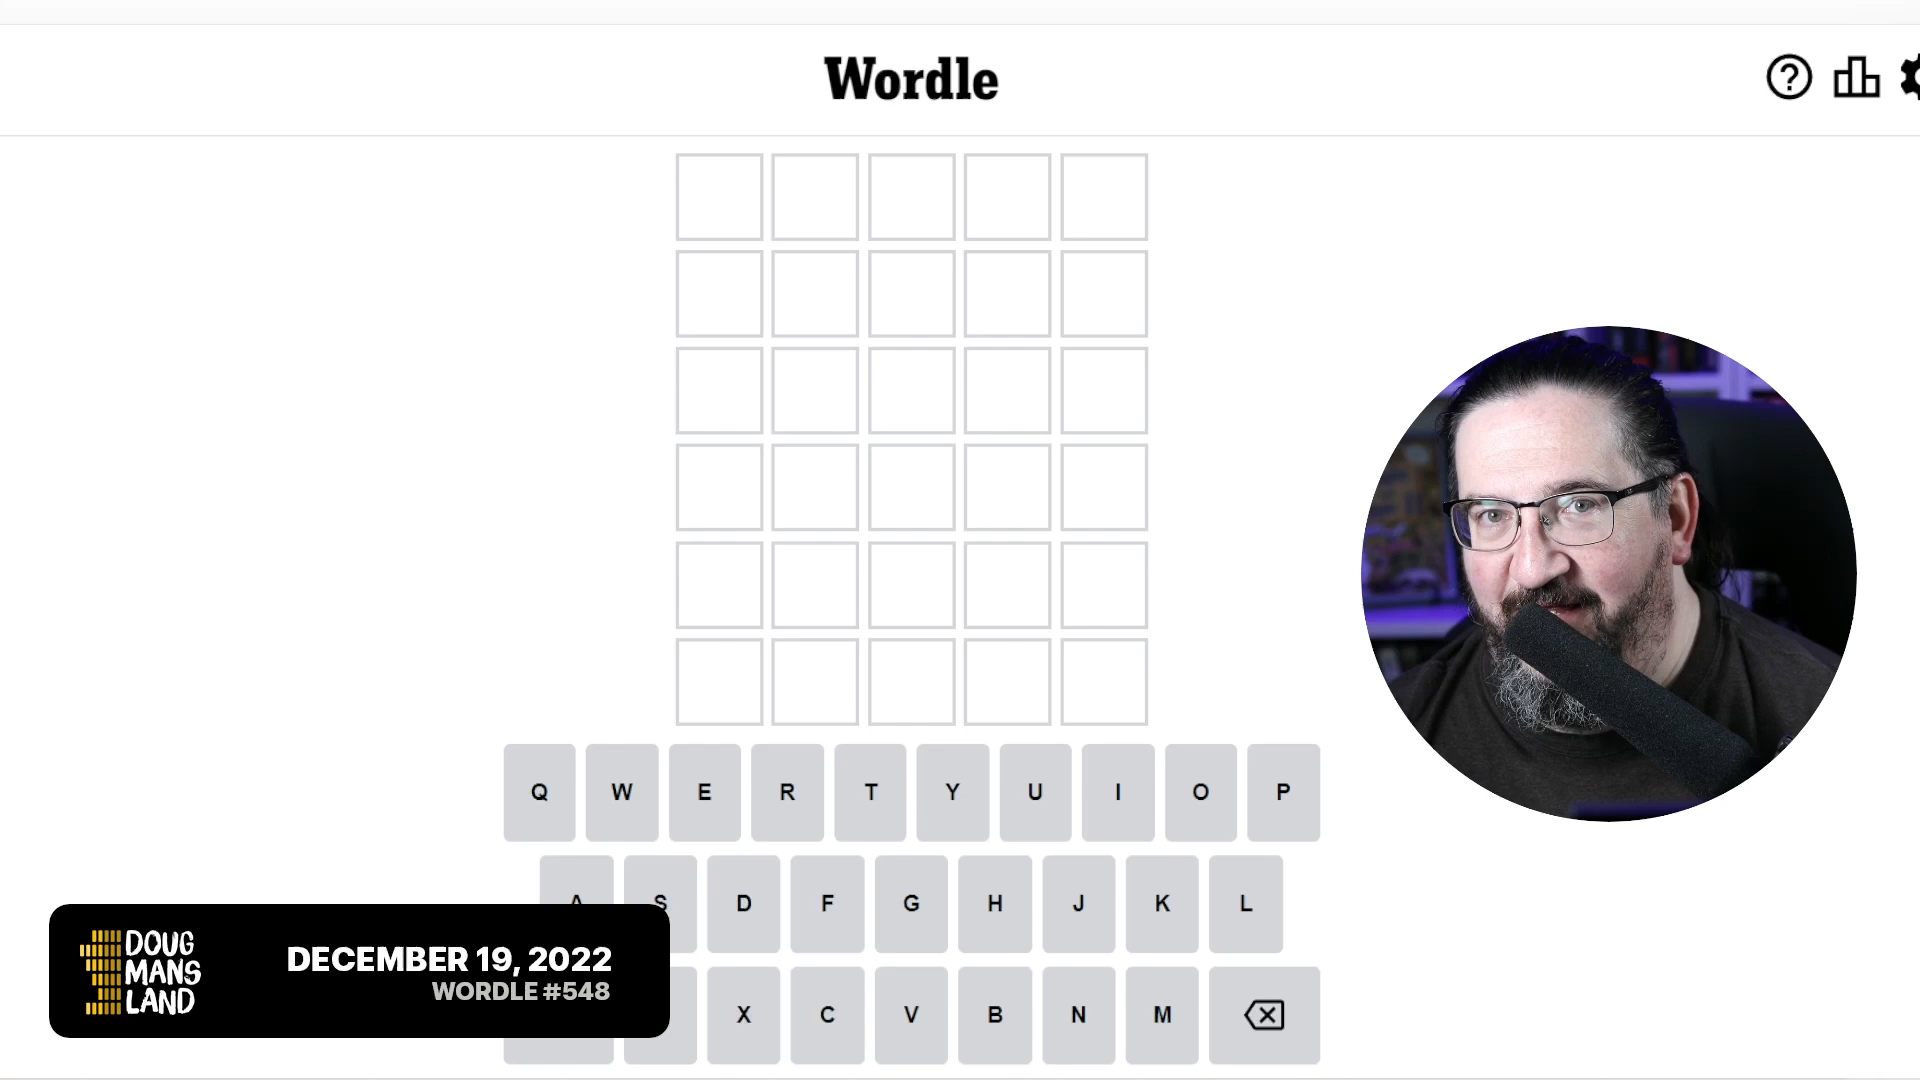 Wordle
Q W E R T Y U I O P
A S D F G H J K L
X C V B N M
DOUG
MANS
LAND
DECEMBER 19, 2022
WORDLE #548